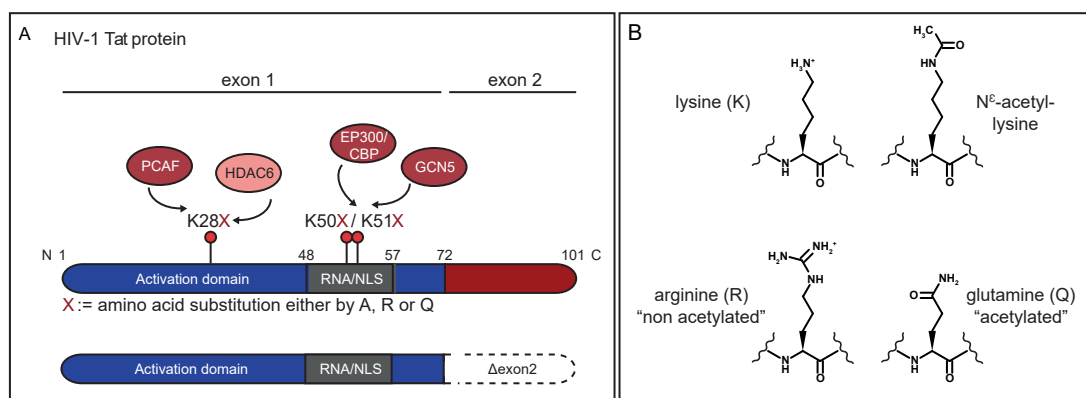 A
HIV-1 Tat protein
exon 1
exon 2
PCAF
HDAC6
EP300/
CBP
GCN5
K28X
K50X / K51X
N 1
48
57
72
101 C
Activation domain
RNA/NLS
X := amino acid substitution either by A, R or Q
Activation domain
RNA/NLS
Δexon2
B
H₃N⁺
lysine (K)
N
H
O
H₃C
O
HN
Nᵋ-acetyl-
lysine
N
H
O
NH₂⁺
H₂N
NH
arginine (R)
"non acetylated"
N
H
O
O
NH₂
glutamine (Q)
"acetylated"
N
H
O